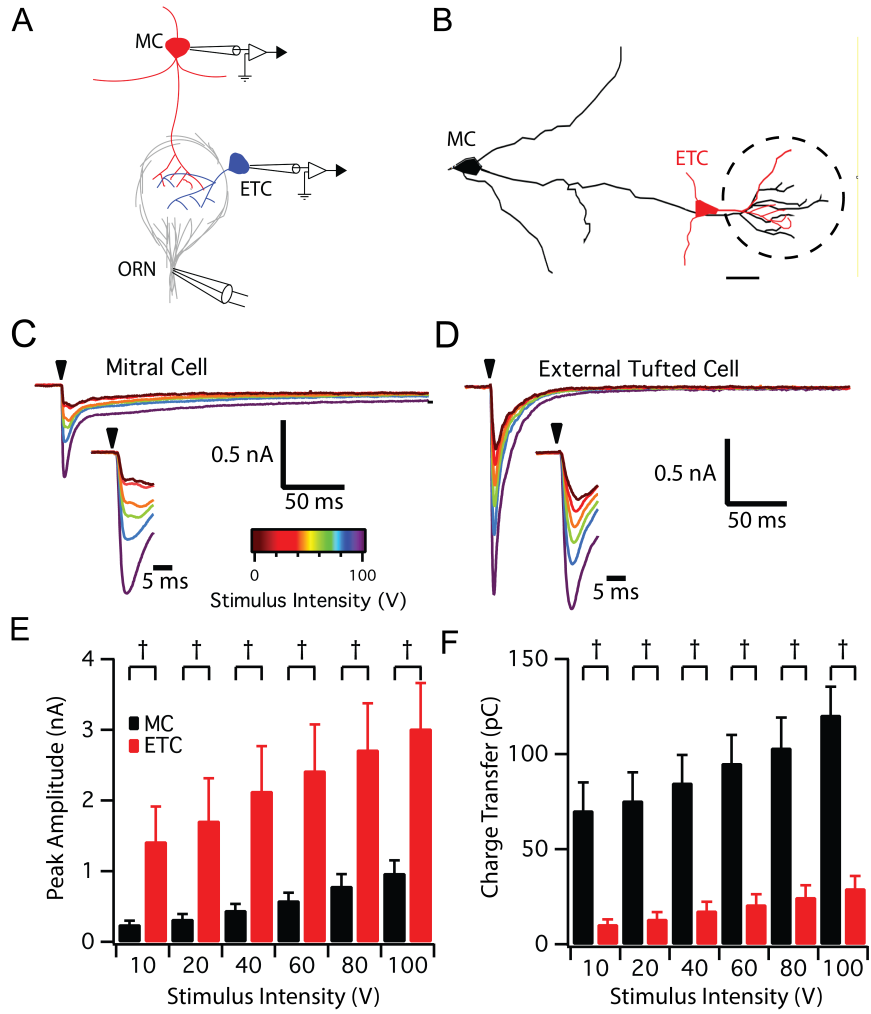 A
MC
ETC
ORN
B
MC
ETC
C
Mitral Cell
0.5 nA
50 ms
5 ms
0
100
Stimulus Intensity (V)
D
External Tufted Cell
0.5 nA
50 ms
5 ms
E
† † † † † †
Peak Amplitude (nA)
4
3
2
1
0
MC
ETC
10 20 40 60 80 100
Stimulus Intensity (V)
F
† † † † † †
Charge Transfer (pC)
150
100
50
0
10 20 40 60 80 100
Stimulus Intensity (V)